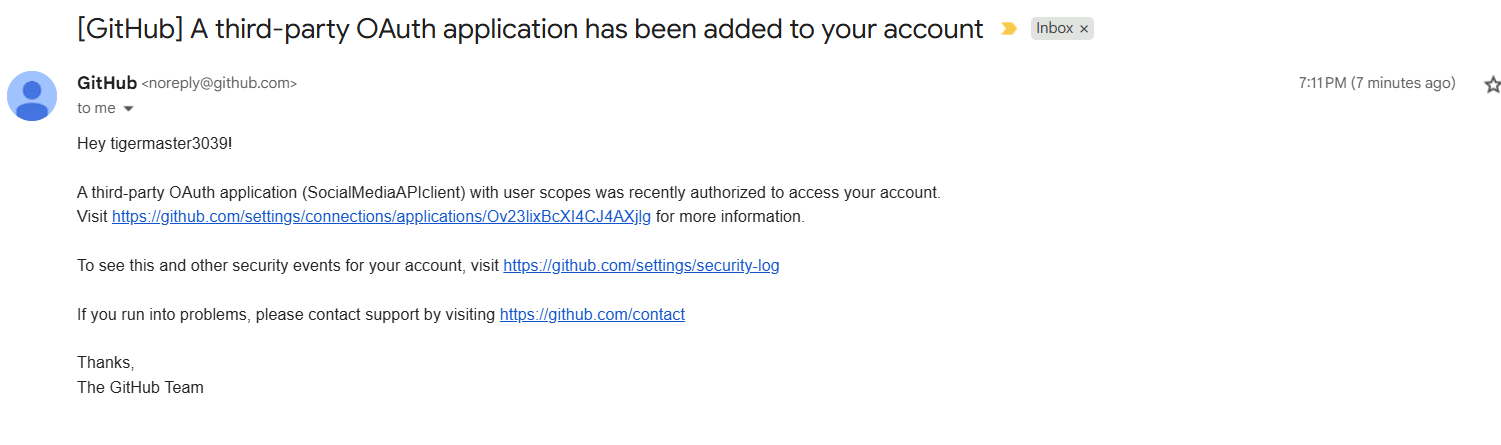 [GitHub] A third-party OAuth application has been added to your account Inbox ×
GitHub <noreply@github.com> 7:11 PM (7 minutes ago)
to me
Hey tigermaster3039!
A third-party OAuth application (SocialMediaAPIclient) with user scopes was recently authorized to access your account.
Visit https://github.com/settings/connections/applications/Ov23lixBcXI4CJ4AXjlg for more information.
To see this and other security events for your account, visit https://github.com/settings/security-log
If you run into problems, please contact support by visiting https://github.com/contact
Thanks,
The GitHub Team